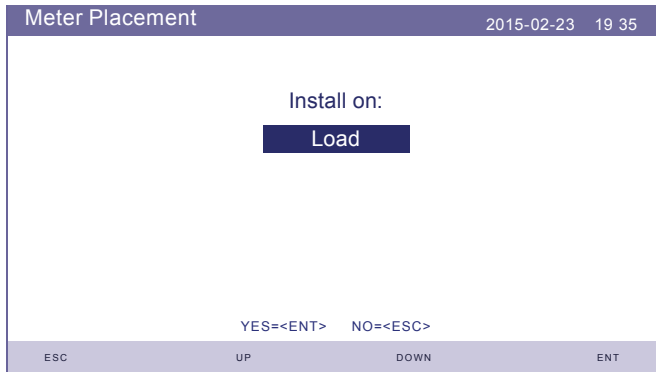 Meter Placement 2015-02-23 19 35
Install on:
Load
YES=<ENT> NO=<ESC>
ESC UP DOWN ENT